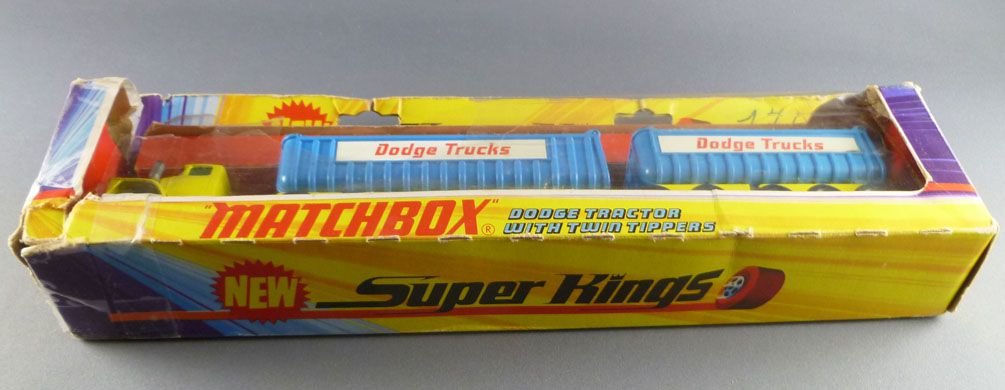 Dodge Trucks
Dodge Trucks
"MATCHBOX"® DODGE TRACTOR
WITH TWIN TIPPERS
NEW Super Kings